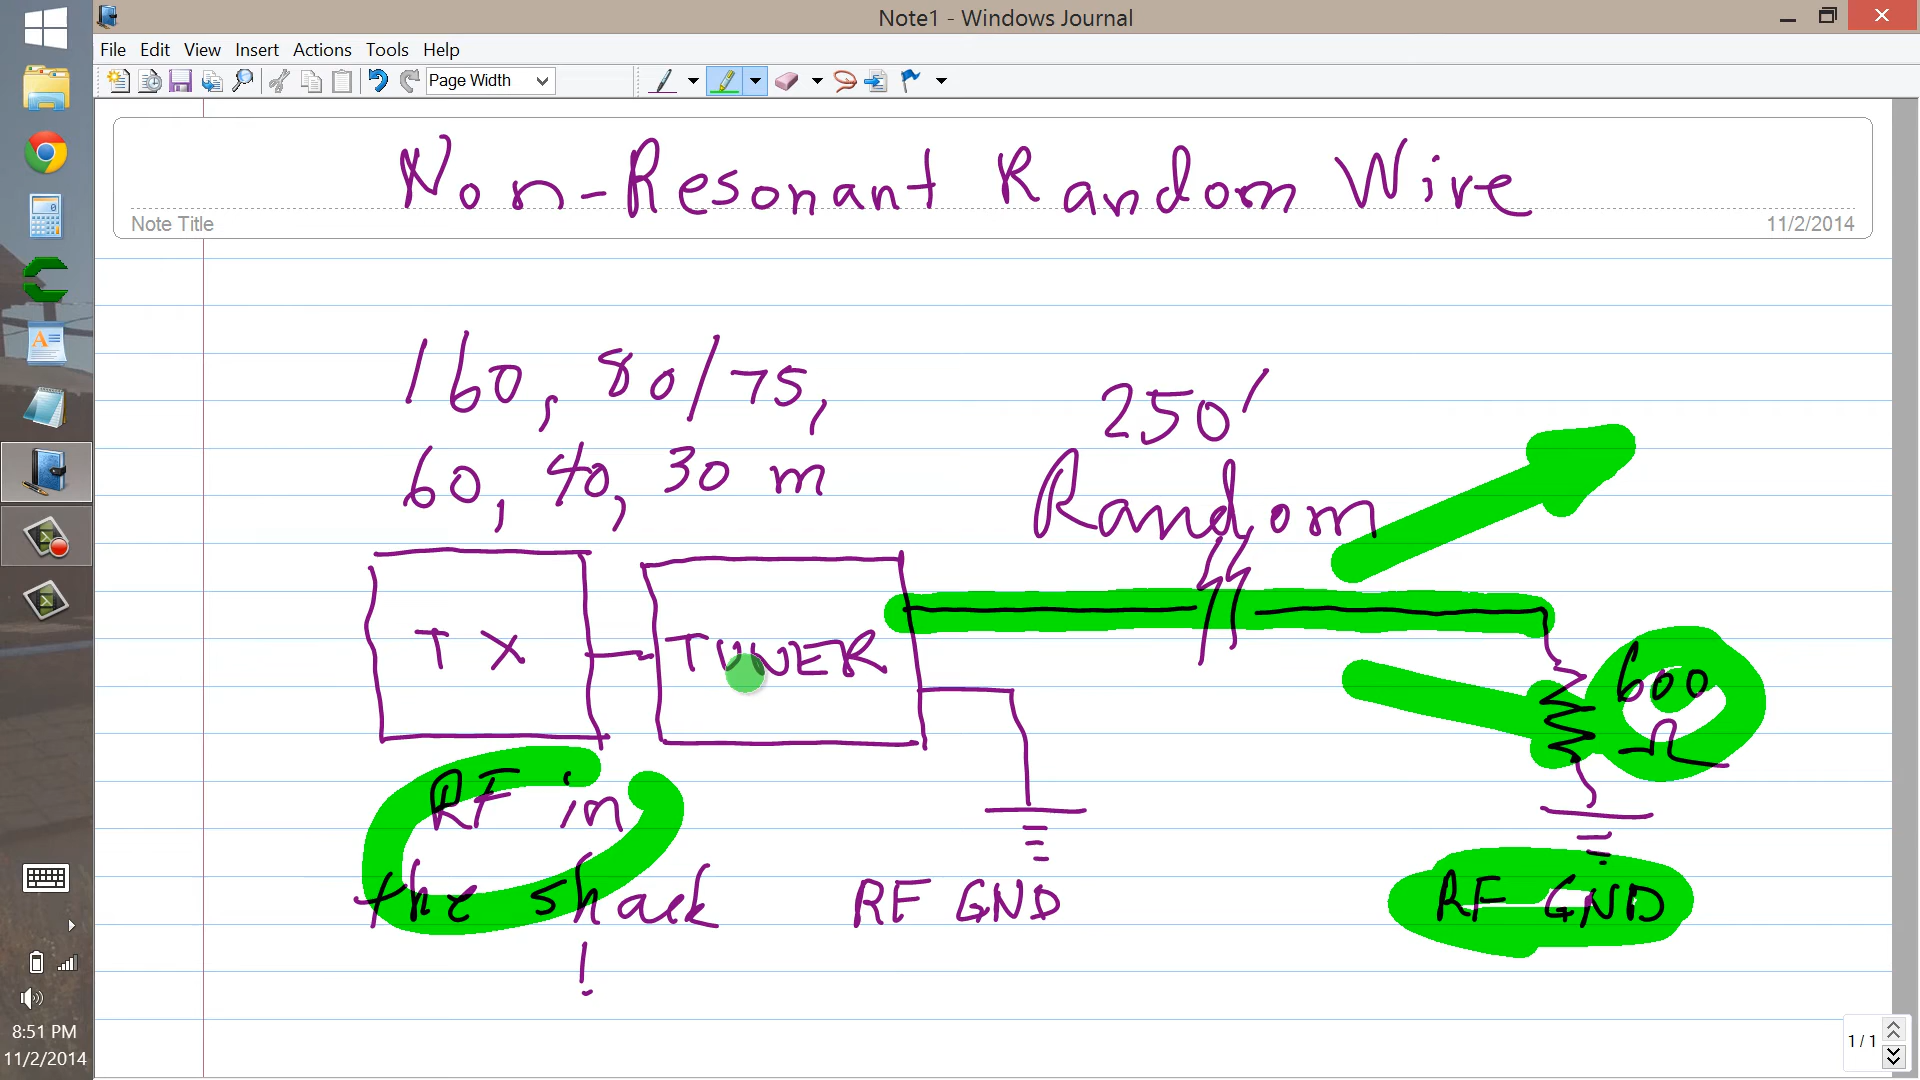 Note1 - Windows Journal
File Edit View Insert Actions Tools Help
Page Width
Non-Resonant Random Wire
Note Title
11/2/2014
160, 80/75,
60, 40, 30 m
250'
Random
TX
TUNER
600
Ω
RF in
the shack
!
RF GND
RF GND
1 / 1
8:51 PM
11/2/2014